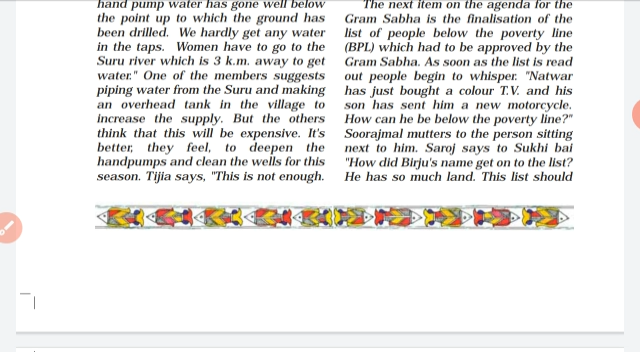 hand pump water has gone well below
the point up to which the ground has
been drilled. We hardly get any water
in the taps. Women have to go to the
Suru river which is 3 k.m. away to get
water." One of the members suggests
piping water from the Suru and making
an overhead tank in the village to
increase the supply. But the others
think that this will be expensive. It's
better, they feel, to deepen the
handpumps and clean the wells for this
season. Tijia says, "This is not enough.
The next item on the agenda for the
Gram Sabha is the finalisation of the
list of people below the poverty line
(BPL) which had to be approved by the
Gram Sabha. As soon as the list is read
out people begin to whisper. "Natwar
has just bought a colour T.V. and his
son has sent him a new motorcycle.
How can he be below the poverty line?"
Soorajmal mutters to the person sitting
next to him. Saroj says to Sukhi bai
"How did Birju's name get on to the list?
He has so much land. This list should